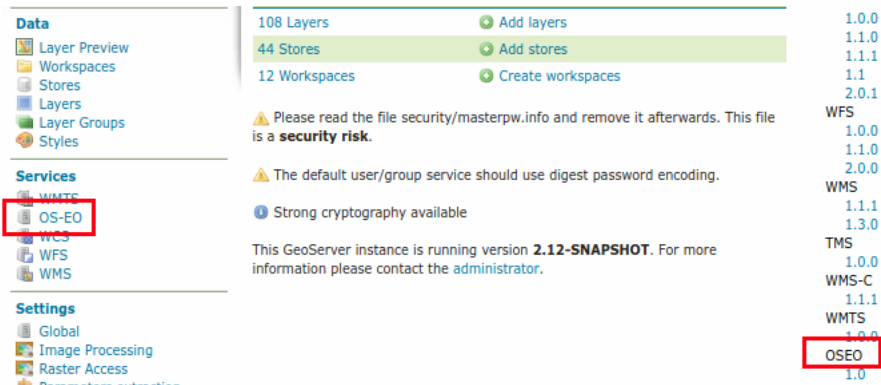 Data
Layer Preview
Workspaces
Stores
Layers
Layer Groups
Styles
Services
WMTS
OS-EO
WCS
WFS
WMS
Settings
Global
Image Processing
Raster Access
Parameters extraction
108 Layers
Add layers
44 Stores
Add stores
12 Workspaces
Create workspaces
Please read the file security/masterpw.info and remove it afterwards. This file
is a security risk.
The default user/group service should use digest password encoding.
Strong cryptography available
This GeoServer instance is running version 2.12-SNAPSHOT. For more
information please contact the administrator.
1.0.0
1.1.0
1.1.1
1.1
2.0.1
WFS
1.0.0
1.1.0
2.0.0
WMS
1.1.1
1.3.0
TMS
1.0.0
WMS-C
1.1.1
WMTS
1.0.0
OSEO
1.0